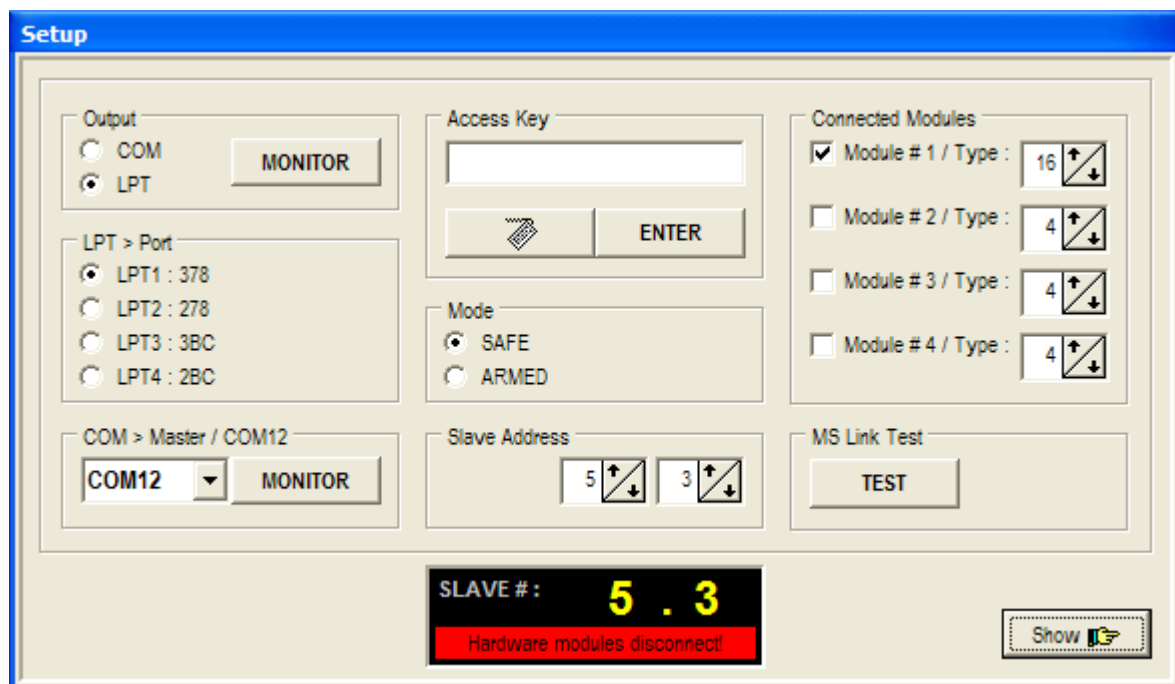 Setup
Output
COM
LPT
MONITOR
LPT > Port
LPT1 : 378
LPT2 : 278
LPT3 : 3BC
LPT4 : 2BC
COM > Master / COM12
COM12
MONITOR
Access Key
ENTER
Mode
SAFE
ARMED
Slave Address
5
3
Connected Modules
Module # 1 / Type : 16
Module # 2 / Type : 4
Module # 3 / Type : 4
Module # 4 / Type : 4
MS Link Test
TEST
SLAVE # : 5 . 3
Hardware modules disconnect!
Show